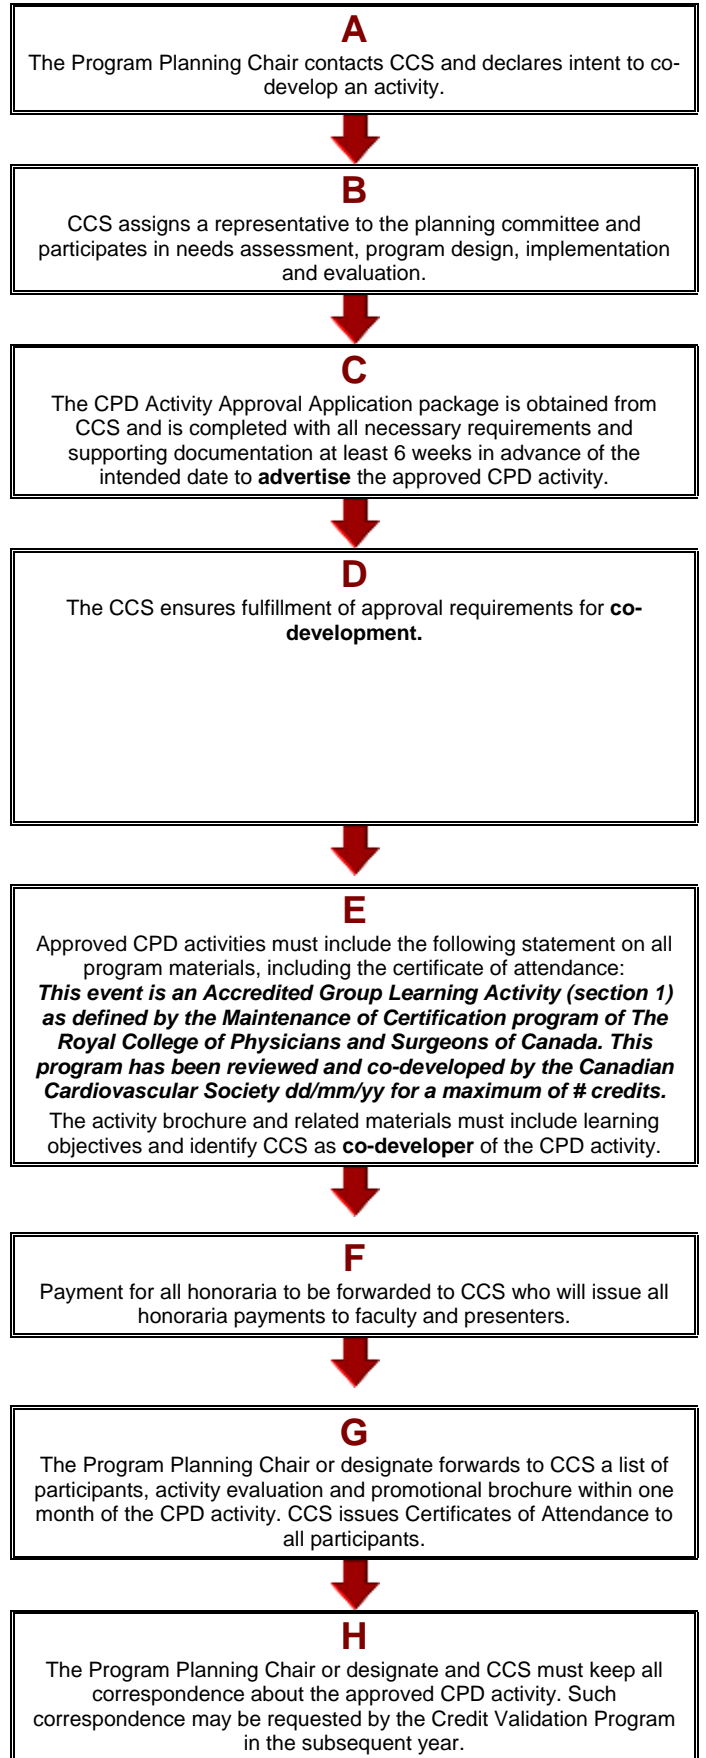 A
The Program Planning Chair contacts CCS and declares intent to co-
develop an activity.
B
CCS assigns a representative to the planning committee and
participates in needs assessment, program design, implementation
and evaluation.
C
The CPD Activity Approval Application package is obtained from
CCS and is completed with all necessary requirements and
supporting documentation at least 6 weeks in advance of the
intended date to advertise the approved CPD activity.
D
The CCS ensures fulfillment of approval requirements for co-
development.
E
Approved CPD activities must include the following statement on all
program materials, including the certificate of attendance:
This event is an Accredited Group Learning Activity (section 1)
as defined by the Maintenance of Certification program of The
Royal College of Physicians and Surgeons of Canada. This
program has been reviewed and co-developed by the Canadian
Cardiovascular Society dd/mm/yy for a maximum of # credits.
The activity brochure and related materials must include learning
objectives and identify CCS as co-developer of the CPD activity.
F
Payment for all honoraria to be forwarded to CCS who will issue all
honoraria payments to faculty and presenters.
G
The Program Planning Chair or designate forwards to CCS a list of
participants, activity evaluation and promotional brochure within one
month of the CPD activity. CCS issues Certificates of Attendance to
all participants.
H
The Program Planning Chair or designate and CCS must keep all
correspondence about the approved CPD activity. Such
correspondence may be requested by the Credit Validation Program
in the subsequent year.